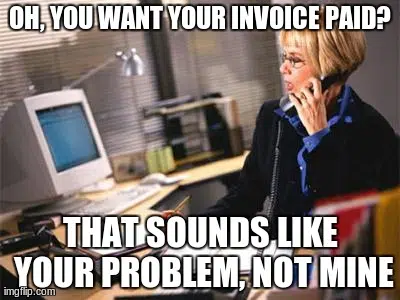 OH, YOU WANT YOUR INVOICE PAID?
THAT SOUNDS LIKE
YOUR PROBLEM, NOT MINE
imgflip.com